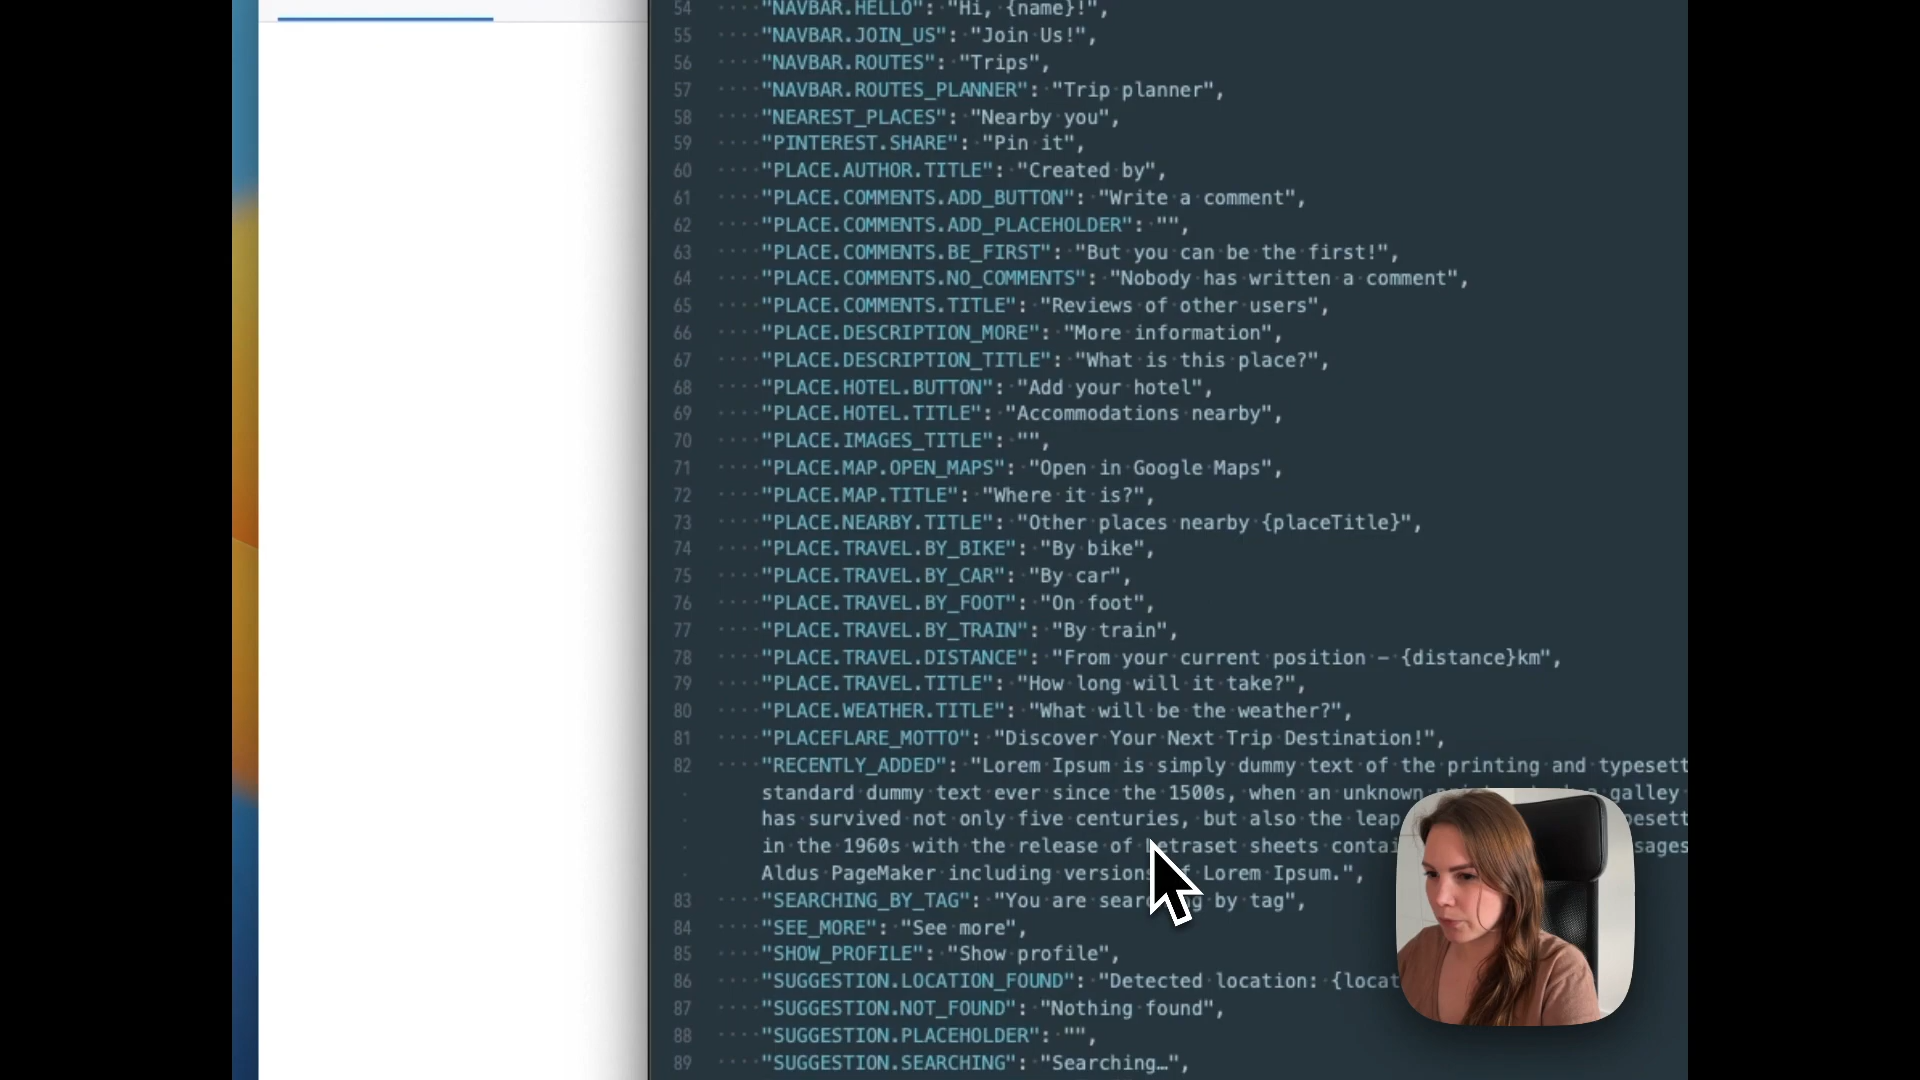 54 "NAVBAR.HELLO": "Hi, {name}!",
55 "NAVBAR.JOIN_US": "Join Us!",
56 "NAVBAR.ROUTES": "Trips",
57 "NAVBAR.ROUTES_PLANNER": "Trip planner",
58 "NEAREST_PLACES": "Nearby you",
59 "PINTEREST.SHARE": "Pin it",
60 "PLACE.AUTHOR.TITLE": "Created by",
61 "PLACE.COMMENTS.ADD_BUTTON": "Write a comment",
62 "PLACE.COMMENTS.ADD_PLACEHOLDER": "",
63 "PLACE.COMMENTS.BE_FIRST": "But you can be the first!",
64 "PLACE.COMMENTS.NO_COMMENTS": "Nobody has written a comment",
65 "PLACE.COMMENTS.TITLE": "Reviews of other users",
66 "PLACE.DESCRIPTION_MORE": "More information",
67 "PLACE.DESCRIPTION_TITLE": "What is this place?",
68 "PLACE.HOTEL.BUTTON": "Add your hotel",
69 "PLACE.HOTEL.TITLE": "Accommodations nearby",
70 "PLACE.IMAGES_TITLE": "",
71 "PLACE.MAP.OPEN_MAPS": "Open in Google Maps",
72 "PLACE.MAP.TITLE": "Where it is?",
73 "PLACE.NEARBY.TITLE": "Other places nearby {placeTitle}",
74 "PLACE.TRAVEL.BY_BIKE": "By bike",
75 "PLACE.TRAVEL.BY_CAR": "By car",
76 "PLACE.TRAVEL.BY_FOOT": "On foot",
77 "PLACE.TRAVEL.BY_TRAIN": "By train",
78 "PLACE.TRAVEL.DISTANCE": "From your current position – {distance}km",
79 "PLACE.TRAVEL.TITLE": "How long will it take?",
80 "PLACE.WEATHER.TITLE": "What will be the weather?",
81 "PLACEFLARE_MOTTO": "Discover Your Next Trip Destination!",
82 "RECENTLY_ADDED": "Lorem Ipsum is simply dummy text of the printing and typesett
standard dummy text ever since the 1500s, when an unknown galley
has survived not only five centuries, but also the leap pesett
in the 1960s with the release of Letraset sheets contai sages
Aldus PageMaker including versions of Lorem Ipsum.",
83 "SEARCHING_BY_TAG": "You are searching by tag",
84 "SEE_MORE": "See more",
85 "SHOW_PROFILE": "Show profile",
86 "SUGGESTION.LOCATION_FOUND": "Detected location: {locat
87 "SUGGESTION.NOT_FOUND": "Nothing found",
88 "SUGGESTION.PLACEHOLDER": "",
89 "SUGGESTION.SEARCHING": "Searching…",